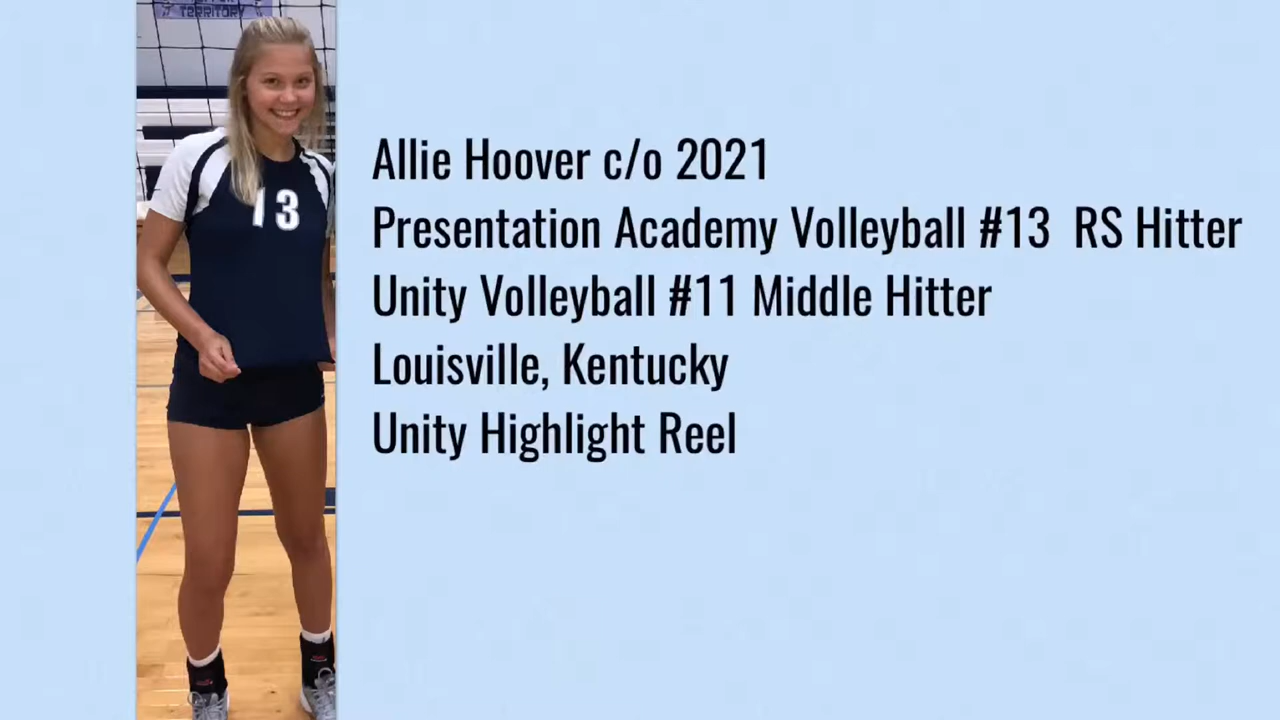 TERRITORY
13
Allie Hoover c/o 2021
Presentation Academy Volleyball #13 RS Hitter
Unity Volleyball #11 Middle Hitter
Louisville, Kentucky
Unity Highlight Reel